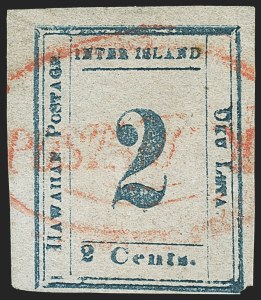 INTER ISLAND
HAWAIIAN POSTAGE
2
UKU LETA
2 Cents.